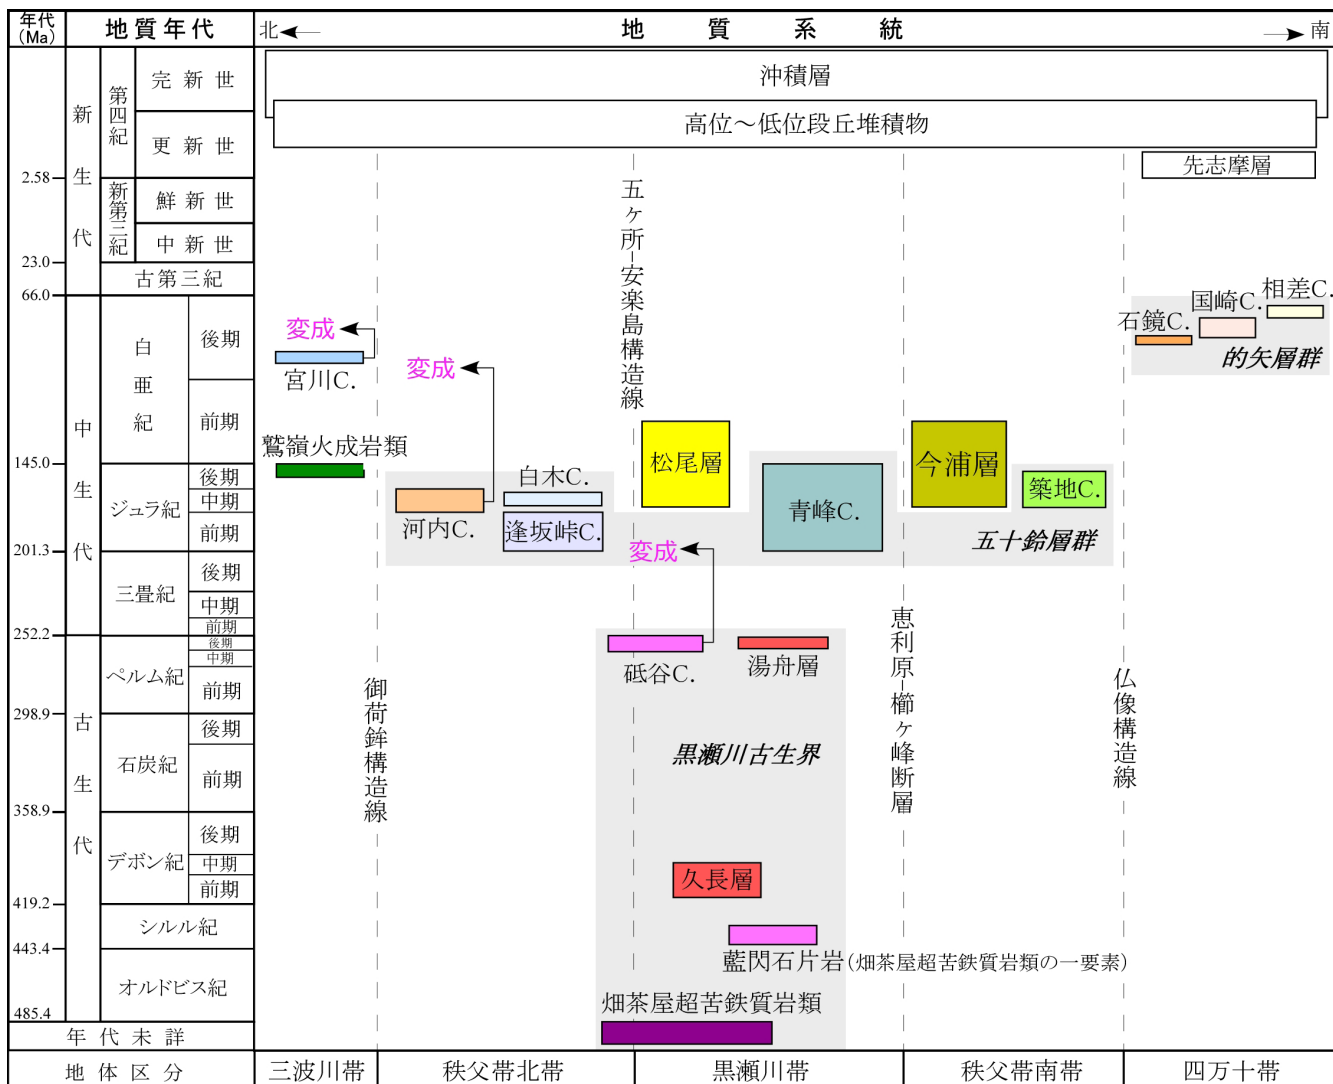 年代
(Ma)
地質年代
北
地質系統
南
新生代
第四紀
完新世
更新世
沖積層
高位～低位段丘堆積物
先志摩層
2.58
新第三紀
鮮新世
中新世
23.0
古第三紀
66.0
五ヶ所–安楽島構造線
中生代
白亜紀
後期
前期
変成
宮川C.
変成
石鏡C.
国崎C.
相差C.
的矢層群
鷲嶺火成岩類
松尾層
今浦層
145.0
ジュラ紀
後期
中期
前期
河内C.
白木C.
逢坂峠C.
青峰C.
築地C.
五十鈴層群
201.3
変成
三畳紀
後期
中期
前期
252.2
古生代
ペルム紀
後期
中期
前期
砥谷C.
湯舟層
御荷鉾構造線
恵利原–櫛ヶ峰断層
仏像構造線
298.9
石炭紀
後期
前期
黒瀬川古生界
358.9
デボン紀
後期
中期
前期
久長層
419.2
シルル紀
443.4
藍閃石片岩(畑茶屋超苦鉄質岩類の一要素)
オルドビス紀
畑茶屋超苦鉄質岩類
485.4
年代未詳
地体区分
三波川帯
秩父帯北帯
黒瀬川帯
秩父帯南帯
四万十帯